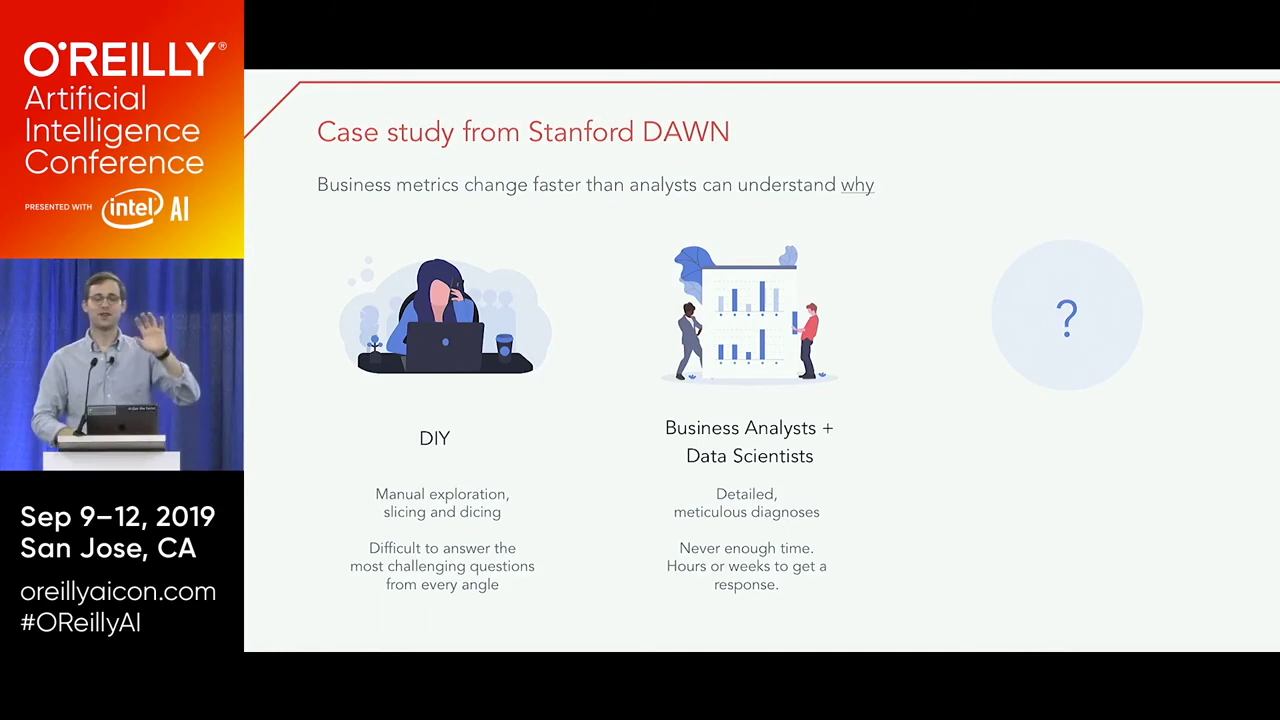 O'REILLY®
Artificial
Intelligence
Conference
PRESENTED WITH intel AI
Sep 9–12, 2019
San Jose, CA
oreillyaicon.com
#OReillyAI
Case study from Stanford DAWN
Business metrics change faster than analysts can understand why
?
DIY
Manual exploration,
slicing and dicing
Difficult to answer the
most challenging questions
from every angle
Business Analysts +
Data Scientists
Detailed,
meticulous diagnoses
Never enough time.
Hours or weeks to get a
response.